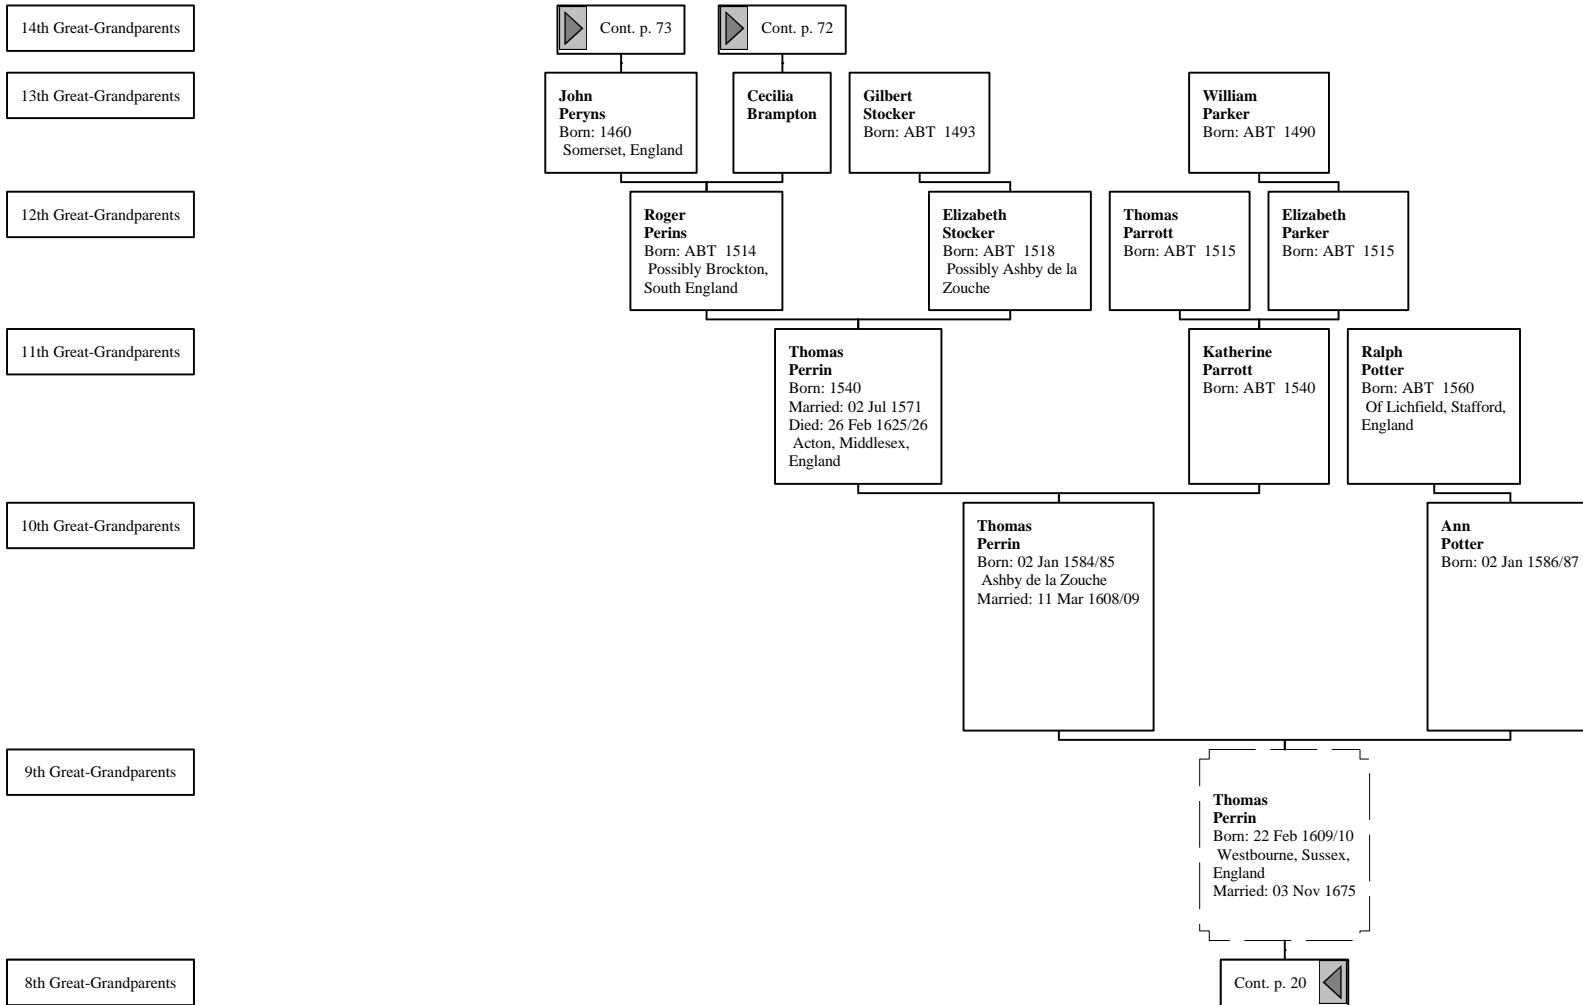 14th Great-Grandparents
Cont. p. 73
Cont. p. 72
13th Great-Grandparents
John
Peryns
Born: 1460
Somerset, England
Cecilia
Brampton
Gilbert
Stocker
Born: ABT 1493
William
Parker
Born: ABT 1490
12th Great-Grandparents
Roger
Perins
Born: ABT 1514
Possibly Brockton,
South England
Elizabeth
Stocker
Born: ABT 1518
Possibly Ashby de la
Zouche
Thomas
Parrott
Born: ABT 1515
Elizabeth
Parker
Born: ABT 1515
11th Great-Grandparents
Thomas
Perrin
Born: 1540
Married: 02 Jul 1571
Died: 26 Feb 1625/26
Acton, Middlesex,
England
Katherine
Parrott
Born: ABT 1540
Ralph
Potter
Born: ABT 1560
Of Lichfield, Stafford,
England
10th Great-Grandparents
Thomas
Perrin
Born: 02 Jan 1584/85
Ashby de la Zouche
Married: 11 Mar 1608/09
Ann
Potter
Born: 02 Jan 1586/87
9th Great-Grandparents
Thomas
Perrin
Born: 22 Feb 1609/10
Westbourne, Sussex,
England
Married: 03 Nov 1675
8th Great-Grandparents
Cont. p. 20